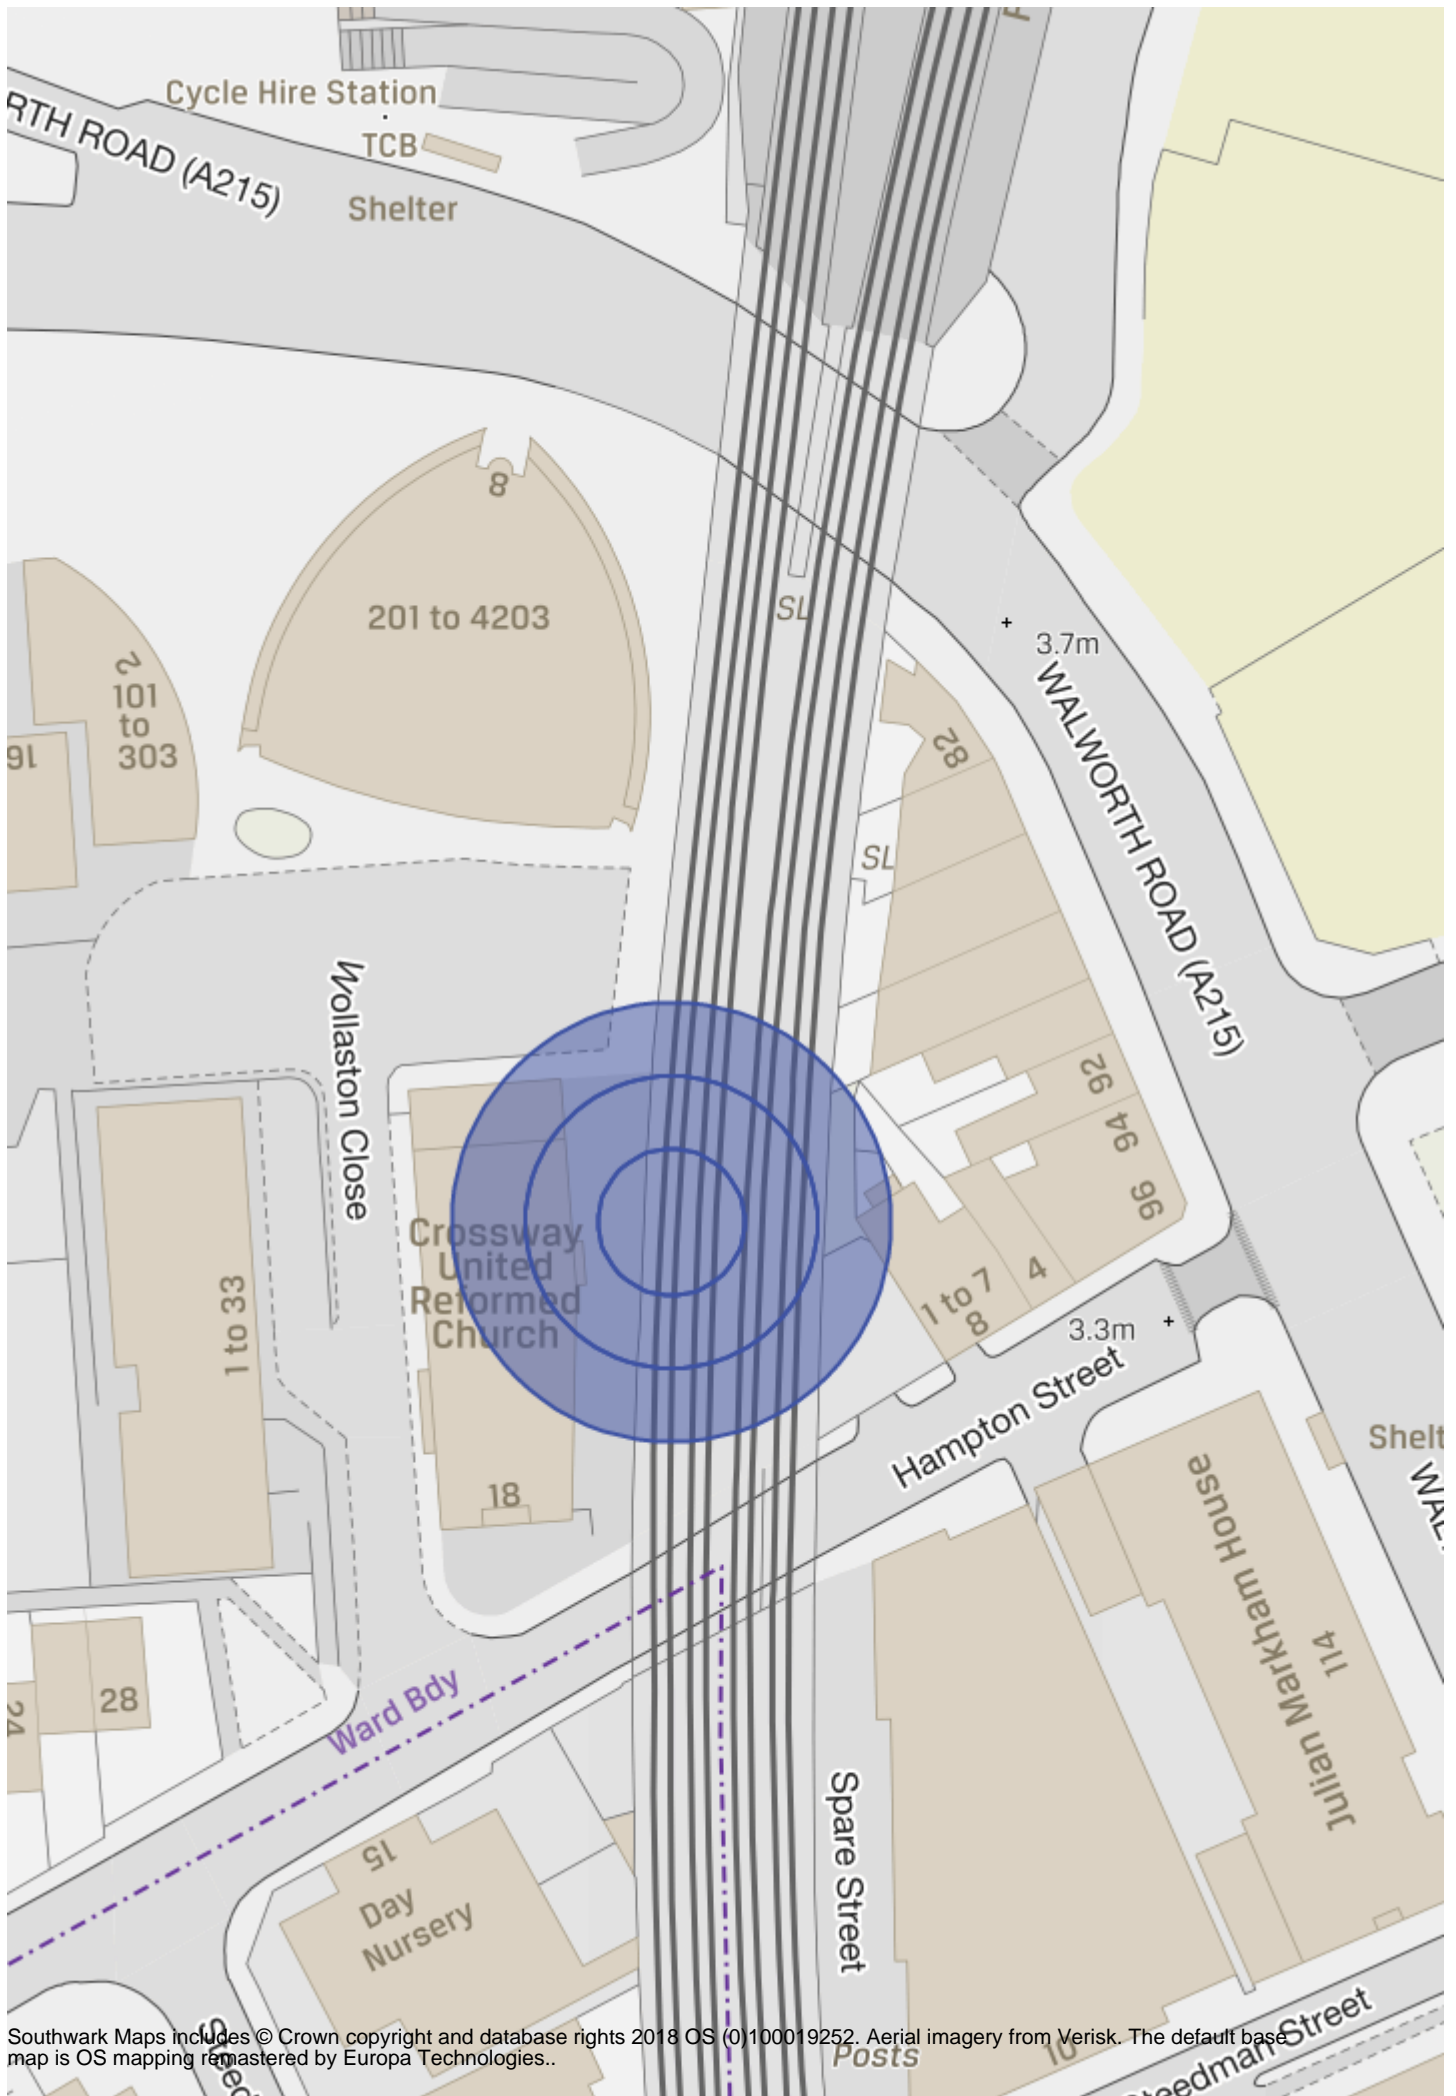 Cycle Hire Station
TCB
RTH ROAD (A215)
Shelter
8
201 to 4203
SL
3.7m
2
101
to
303
16
82
WALWORTH ROAD (A215)
SL
Wollaston Close
92
94
96
Crossway
United
Reformed
Church
1 to 33
4
1 to 7
8
3.3m
Hampton Street
Shelt
18
Julian Markham House
114
28
24
Ward Bdy
Spare Street
15
Day
Nursery
Southwark Maps includes © Crown copyright and database rights 2018 OS (0)100019252. Aerial imagery from Verisk. The default base
map is OS mapping remastered by Europa Technologies..
Posts
10
Steedman Street